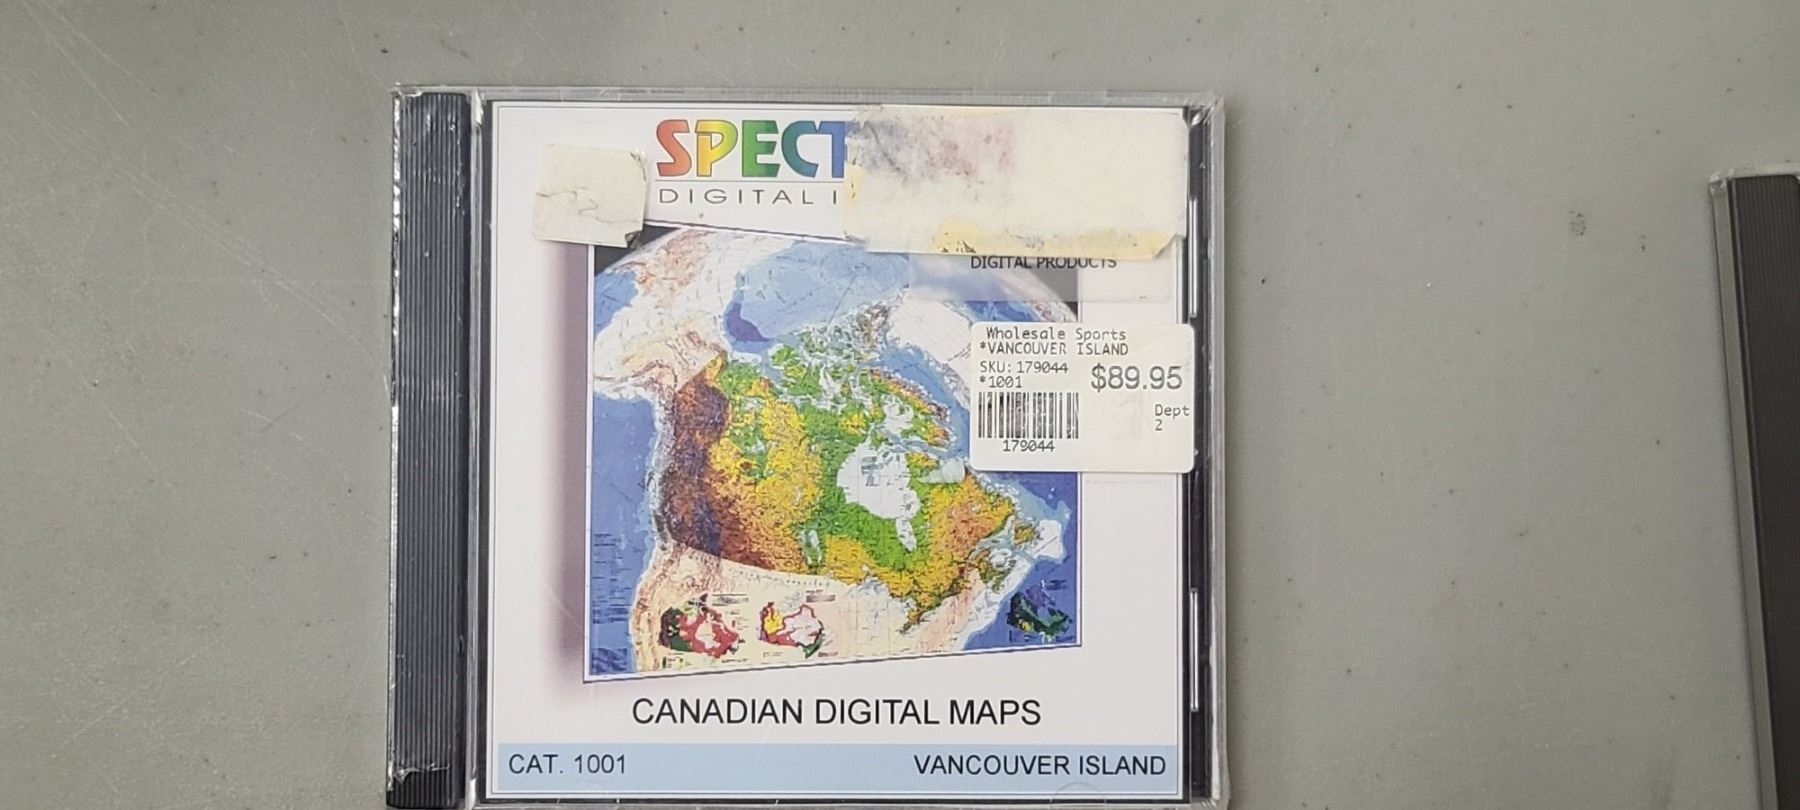 SPECT
DIGITAL I
DIGITAL PRODUCTS
Wholesale Sports
*VANCOUVER ISLAND
SKU: 179044
*1001
$89.95
Dept
2
179044
CANADIAN DIGITAL MAPS
CAT. 1001
VANCOUVER ISLAND